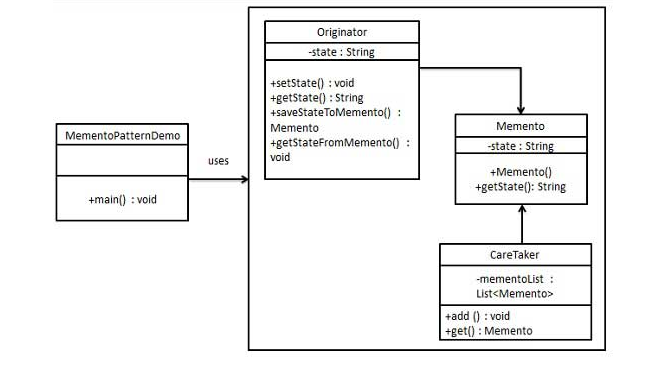 MementoPatternDemo
+main() : void
uses
Originator
-state : String
+setState() : void
+getState() : String
+saveStateToMemento() :
Memento
+getStateFromMemento() :
void
Memento
-state : String
+Memento()
+getState(): String
CareTaker
-mementoList :
List<Memento>
+add () : void
+get() : Memento